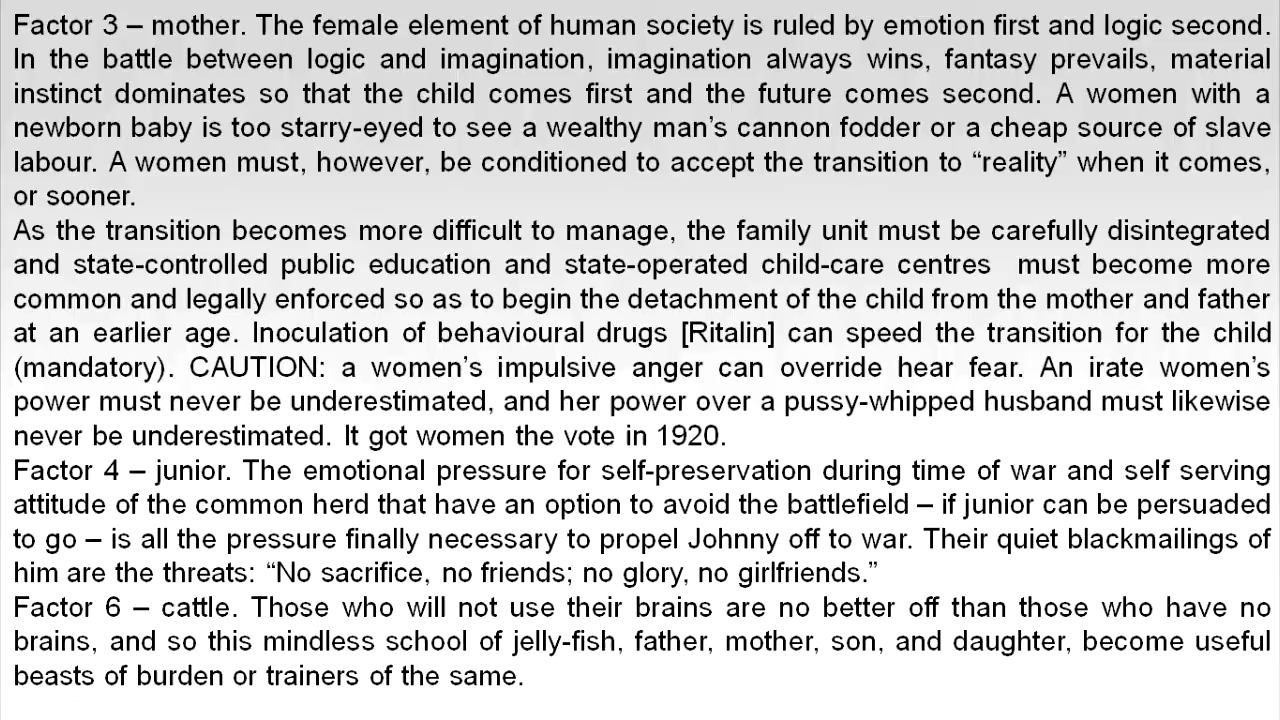 Factor 3 – mother. The female element of human society is ruled by emotion first and logic second.
In the battle between logic and imagination, imagination always wins, fantasy prevails, material
instinct dominates so that the child comes first and the future comes second. A women with a
newborn baby is too starry-eyed to see a wealthy man’s cannon fodder or a cheap source of slave
labour. A women must, however, be conditioned to accept the transition to “reality” when it comes,
or sooner.
As the transition becomes more difficult to manage, the family unit must be carefully disintegrated
and state-controlled public education and state-operated child-care centres must become more
common and legally enforced so as to begin the detachment of the child from the mother and father
at an earlier age. Inoculation of behavioural drugs [Ritalin] can speed the transition for the child
(mandatory). CAUTION: a women’s impulsive anger can override hear fear. An irate women’s
power must never be underestimated, and her power over a pussy-whipped husband must likewise
never be underestimated. It got women the vote in 1920.
Factor 4 – junior. The emotional pressure for self-preservation during time of war and self serving
attitude of the common herd that have an option to avoid the battlefield – if junior can be persuaded
to go – is all the pressure finally necessary to propel Johnny off to war. Their quiet blackmailings of
him are the threats: “No sacrifice, no friends; no glory, no girlfriends.”
Factor 6 – cattle. Those who will not use their brains are no better off than those who have no
brains, and so this mindless school of jelly-fish, father, mother, son, and daughter, become useful
beasts of burden or trainers of the same.